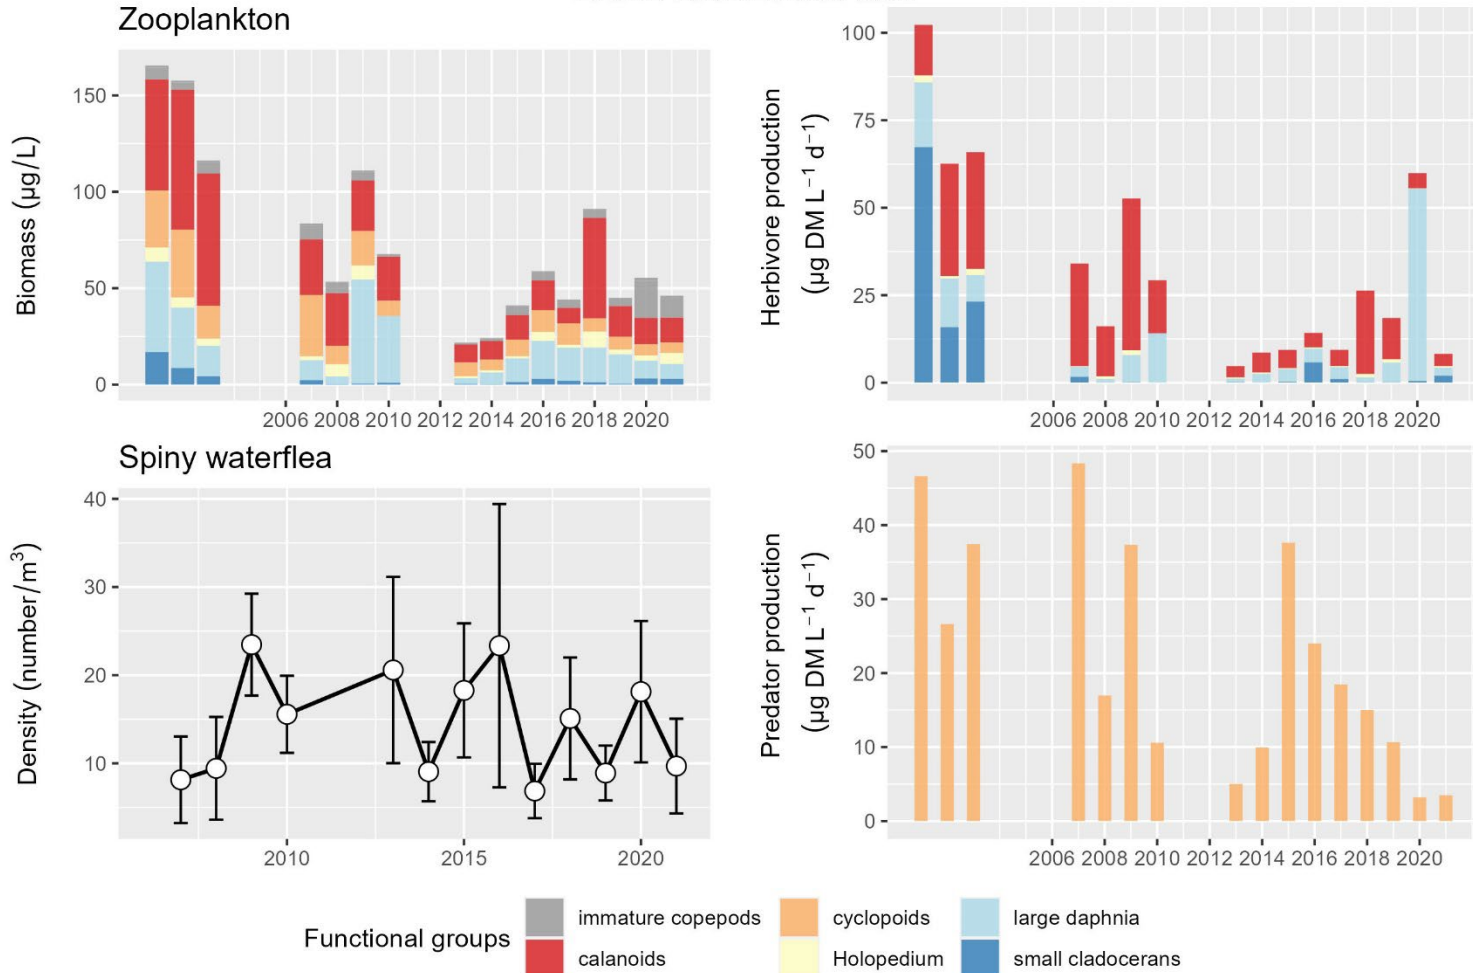 Zooplankton
Biomass (µg/L)
150
100
50
0
2006 2008 2010 2012 2014 2016 2018 2020
Herbivore production
(µg DM L⁻¹ d⁻¹)
100
75
50
25
0
2006 2008 2010 2012 2014 2016 2018 2020
Spiny waterflea
Density (number/m³)
40
30
20
10
2010 2015 2020
Predator production
(µg DM L⁻¹ d⁻¹)
50
40
30
20
10
0
2006 2008 2010 2012 2014 2016 2018 2020
Functional groups
immature copepods cyclopoids large daphnia
calanoids Holopedium small cladocerans